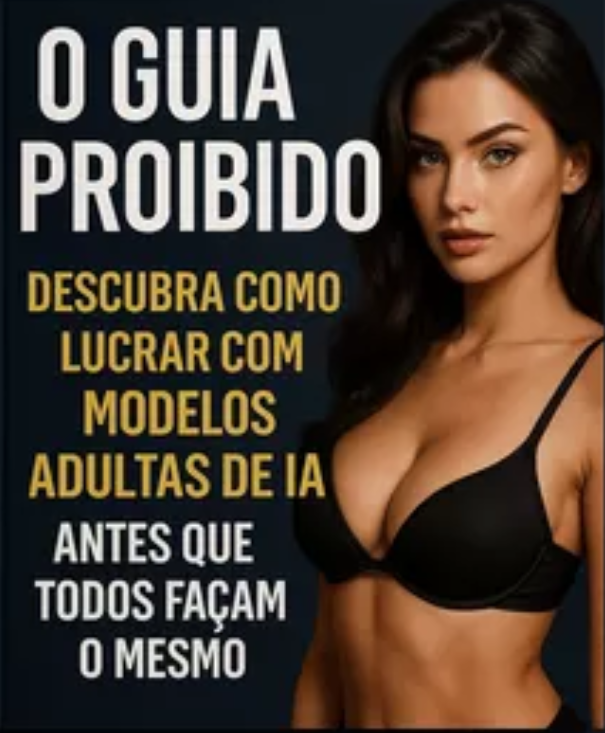 O GUIA
PROIBIDO
DESCUBRA COMO
LUCRAR COM
MODELOS
ADULTAS DE IA
ANTES QUE
TODOS FAÇAM
O MESMO